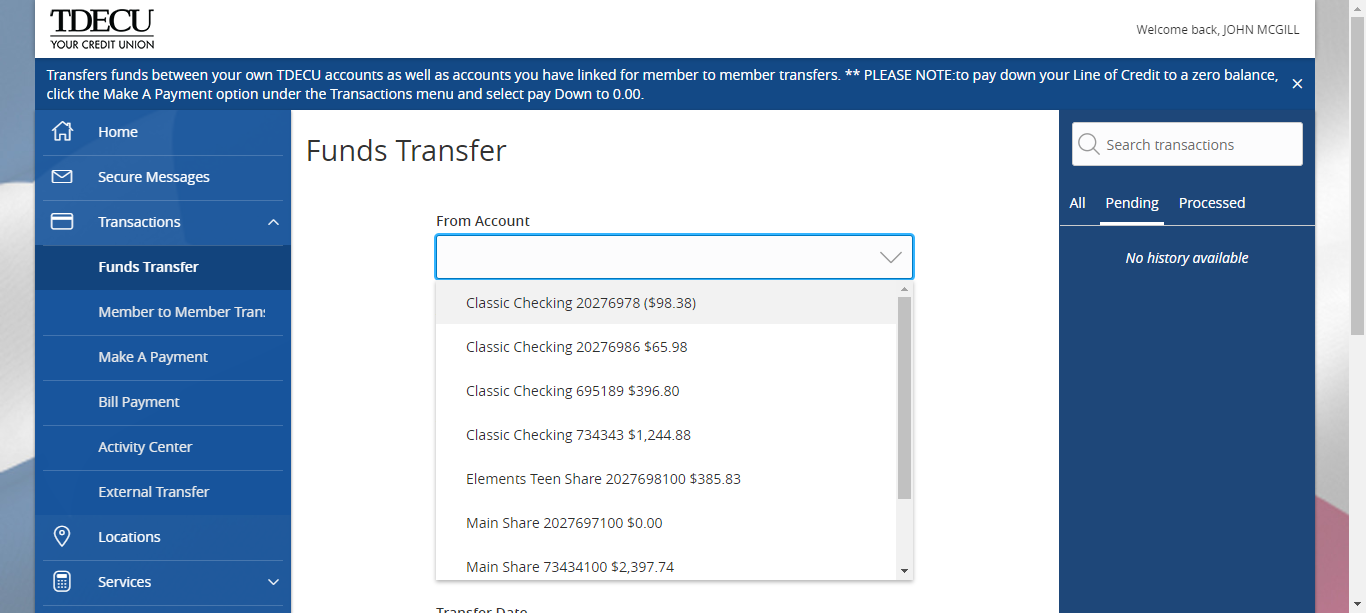 TDECU
YOUR CREDIT UNION
Welcome back, JOHN MCGILL
Transfers funds between your own TDECU accounts as well as accounts you have linked for member to member transfers. ** PLEASE NOTE:to pay down your Line of Credit to a zero balance,
click the Make A Payment option under the Transactions menu and select pay Down to 0.00.
Home
Secure Messages
Transactions
Funds Transfer
Member to Member Trans
Make A Payment
Bill Payment
Activity Center
External Transfer
Locations
Services
Funds Transfer
From Account
Classic Checking 20276978 ($98.38)
Classic Checking 20276986 $65.98
Classic Checking 695189 $396.80
Classic Checking 734343 $1,244.88
Elements Teen Share 2027698100 $385.83
Main Share 2027697100 $0.00
Main Share 73434100 $2,397.74
Transfer Date
Search transactions
All Pending Processed
No history available